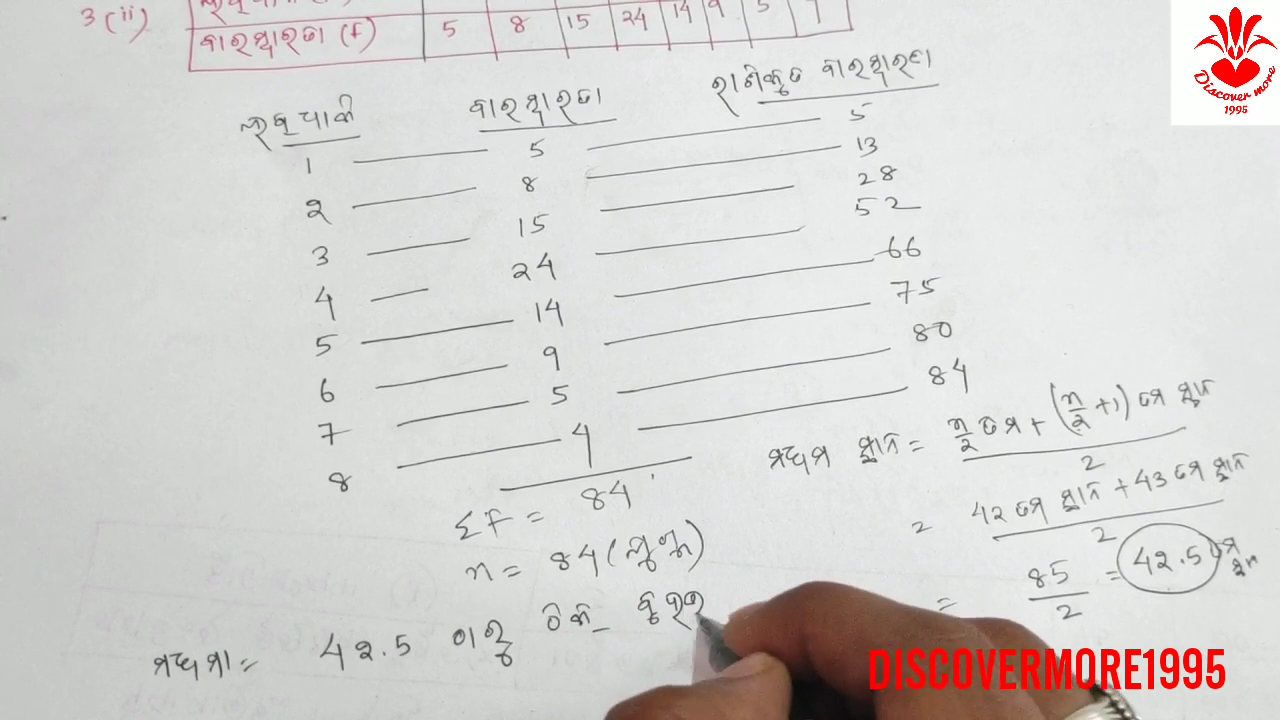 3(ii)
ବାରମ୍ବାରତା (f) 5 8 15 24 14 9 5
ଲବ୍ଧାଙ୍କ ବାରମ୍ବାରତା ରାଶିକୃତ ବାରମ୍ବାରତା
1 5 5
2 8 13
3 15 28
4 24 52
5 14 66
6 9 75
7 5 80
8 4 84
ΣF = 84
n = 84 (ଯୁଗ୍ମ)
ମଧ୍ୟମ ସ୍ଥାନ = n/2 ତମ + (n/2 +1) ତମ ସ୍ଥାନ / 2
= 42 ତମ ସ୍ଥାନ + 43 ତମ ସ୍ଥାନ / 2
= 85/2 = 42.5 ତମ ସ୍ଥାନ
ମଧ୍ୟମା = 42.5 ଠାରୁ ଠିକ୍
Discover more
1995
DISCOVERMORE1995